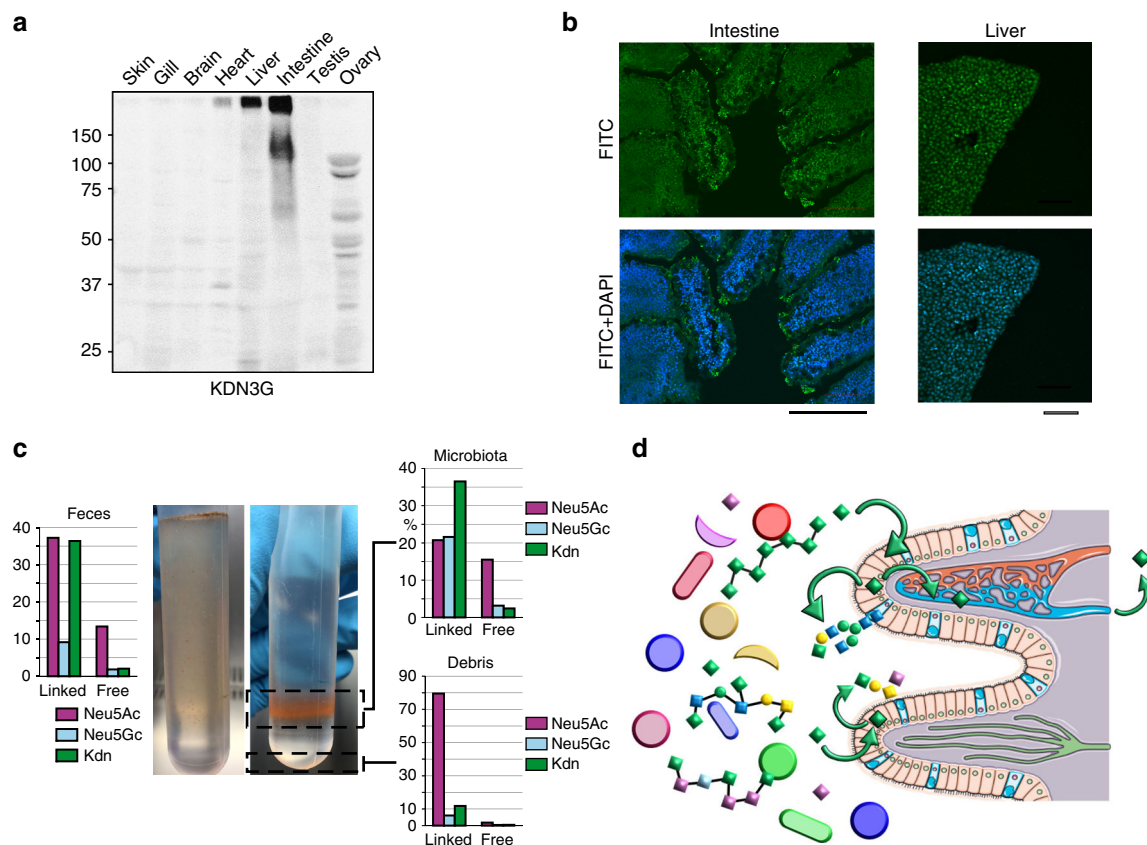 a
Skin
Gill
Brain
Heart
Liver
Intestine
Testis
Ovary
150
100
75
50
37
25
KDN3G
b
Intestine
Liver
FITC
FITC+DAPI
c
Feces
40
30
20
10
0
Linked Free
Neu5Ac
Neu5Gc
Kdn
Microbiota
40
%
30
20
10
0
Linked Free
Neu5Ac
Neu5Gc
Kdn
Debris
90
70
50
30
10
0
Linked Free
Neu5Ac
Neu5Gc
Kdn
d